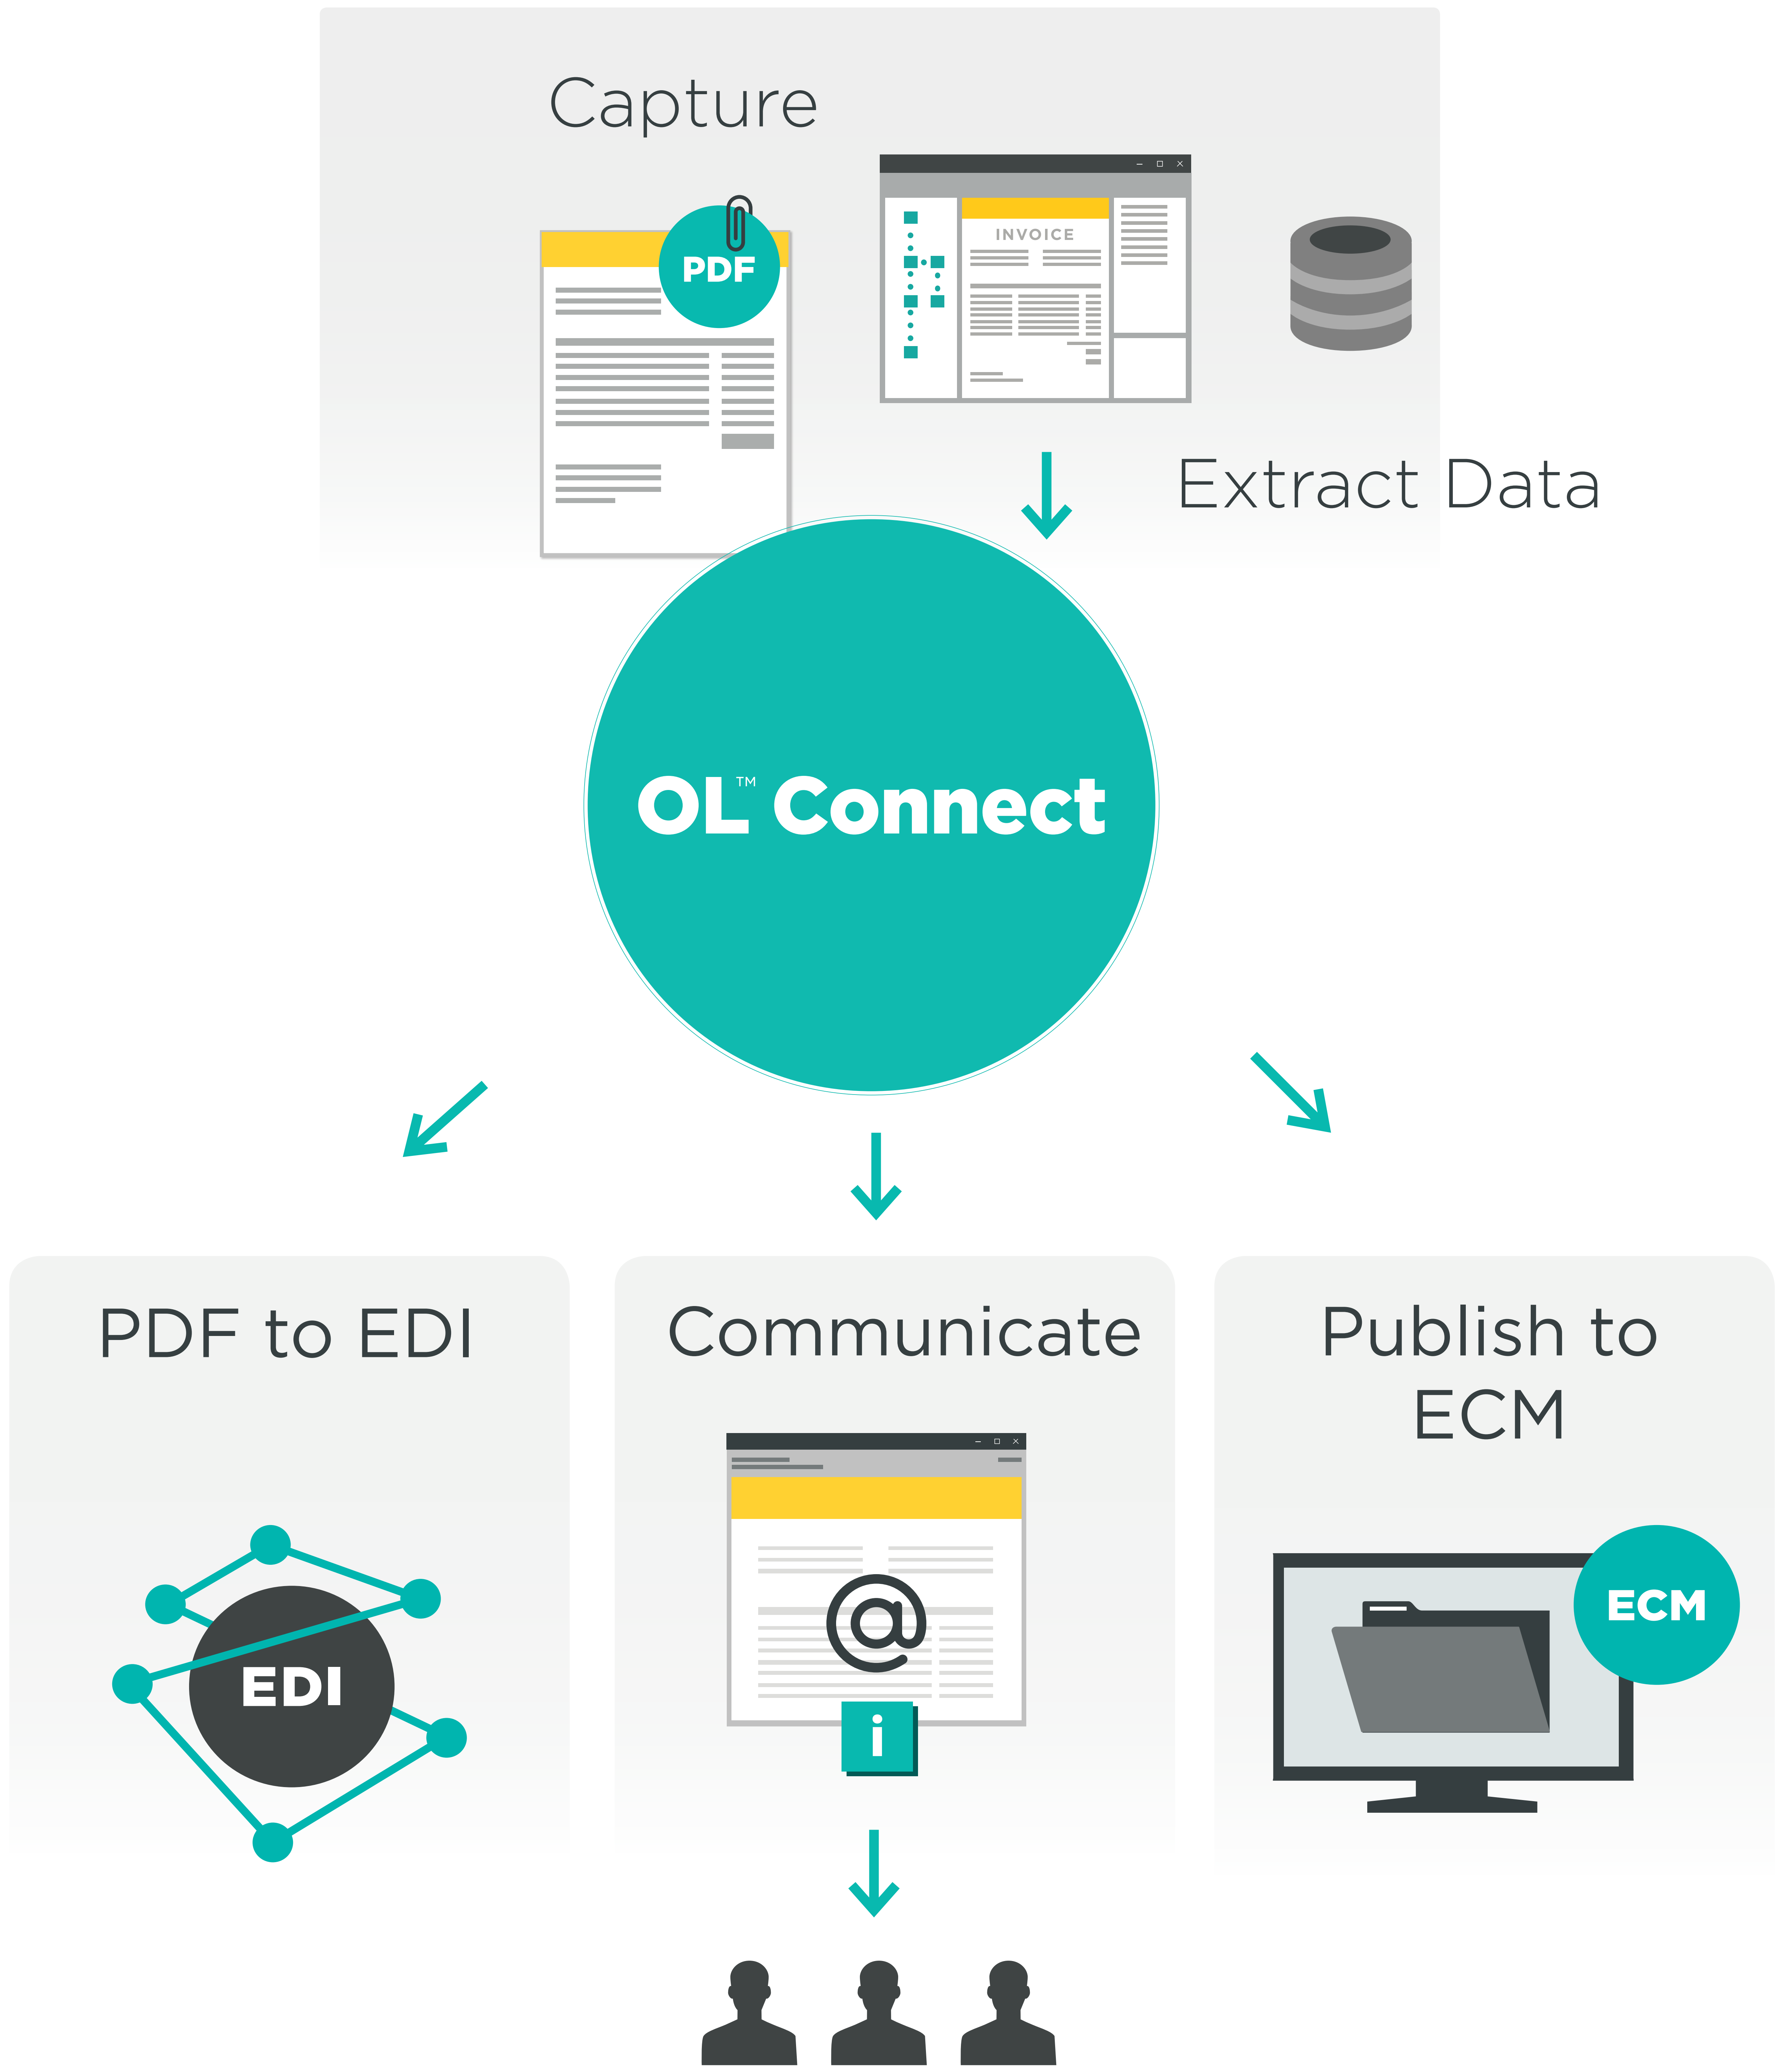 Capture
PDF
INVOICE
Extract Data
OL™ Connect
PDF to EDI
Communicate
Publish to
ECM
EDI
@
i
ECM